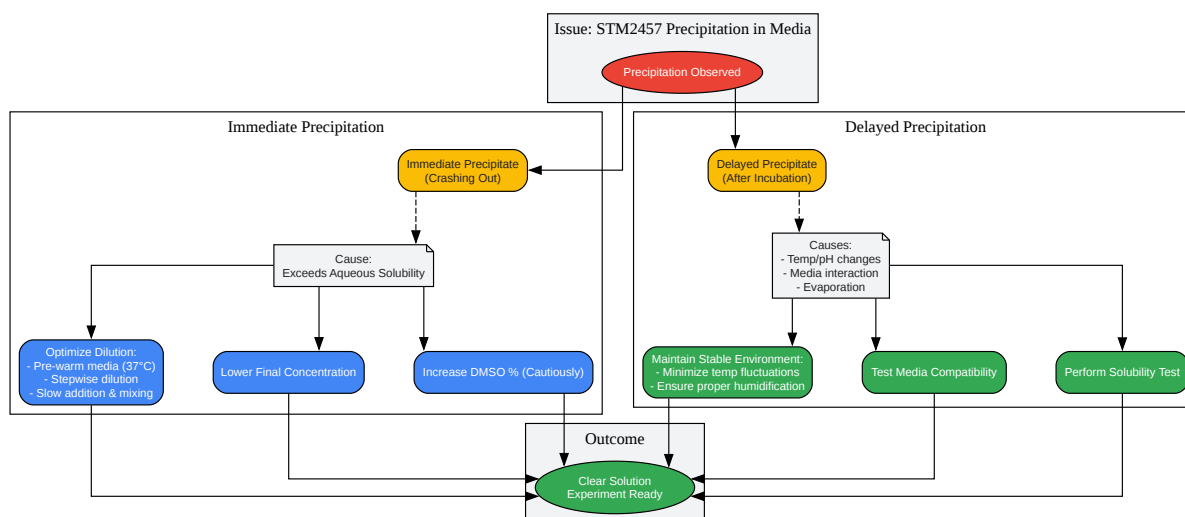 Issue: STM2457 Precipitation in Media
Precipitation Observed
Immediate Precipitation
Immediate Precipitate
(Crashing Out)
Cause:
Exceeds Aqueous Solubility
Optimize Dilution:
- Pre-warm media (37°C)
- Stepwise dilution
- Slow addition & mixing
Lower Final Concentration
Increase DMSO % (Cautiously)
Delayed Precipitation
Delayed Precipitate
(After Incubation)
Causes:
- Temp/pH changes
- Media interaction
- Evaporation
Maintain Stable Environment:
- Minimize temp fluctuations
- Ensure proper humidification
Test Media Compatibility
Perform Solubility Test
Outcome
Clear Solution
Experiment Ready